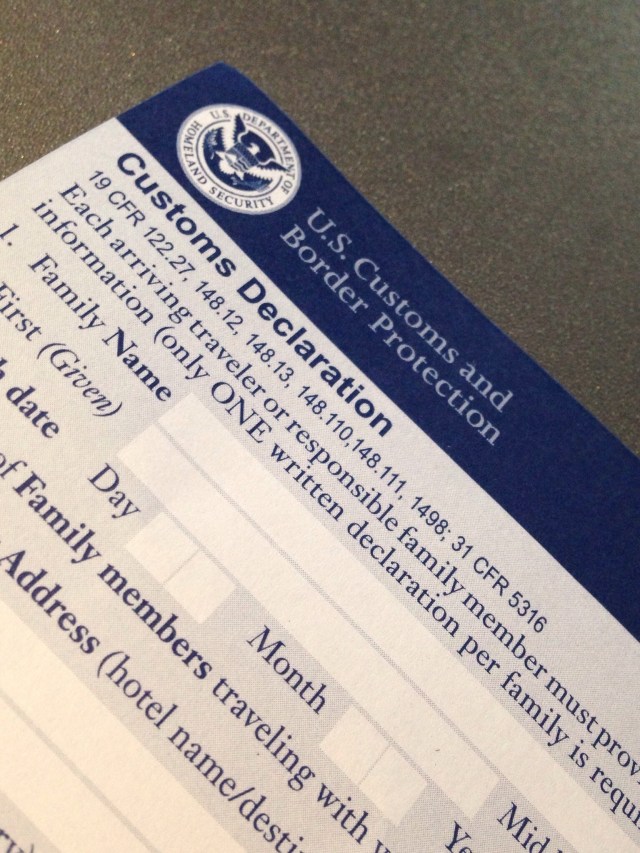 U.S. DEPARTMENT OF HOMELAND SECURITY
U.S. Customs and
Border Protection
Customs Declaration
19 CFR 122.27, 148.12, 148.13, 148.110,148.111, 1498; 31 CFR 5316
Each arriving traveler or responsible family member must prov
information (only ONE written declaration per family is requ
1. Family Name
First (Given)
Mid
h date Day Month Ye
of Family members traveling with
Address (hotel name/desti
ry)